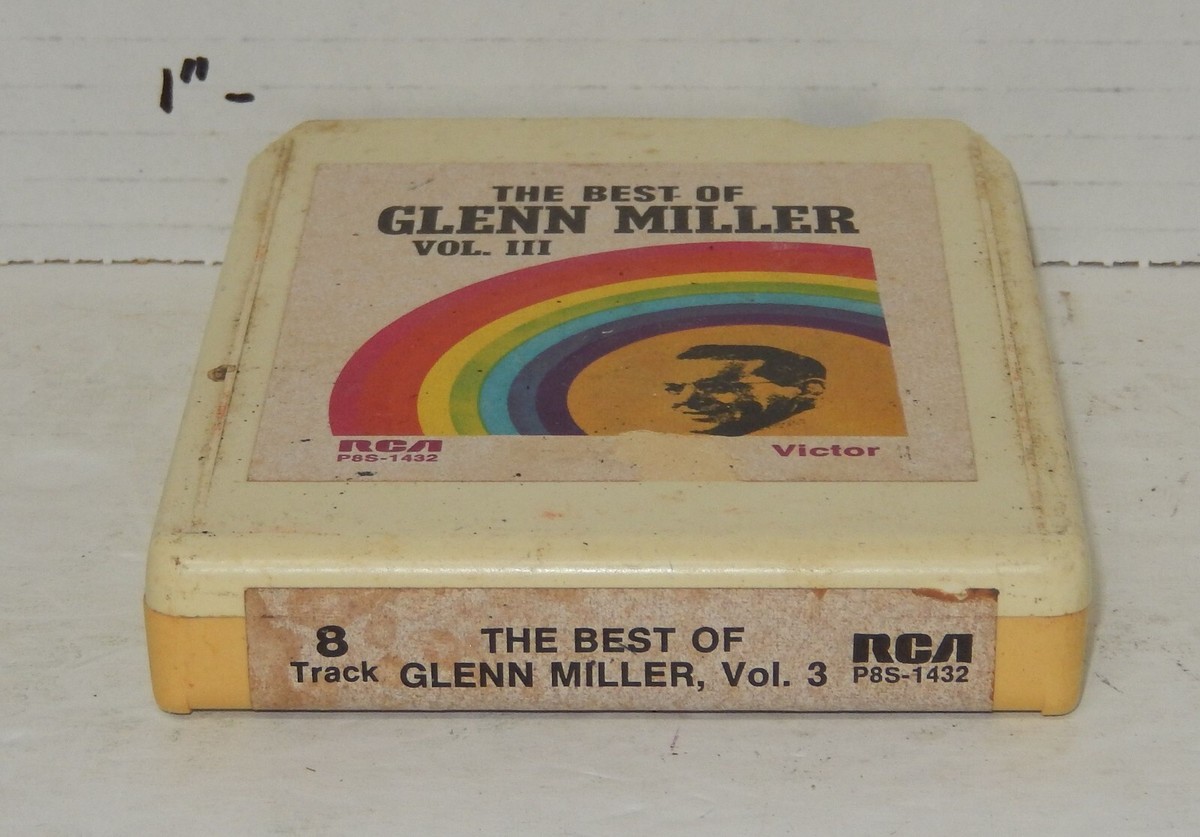 1" -
THE BEST OF
GLENN MILLER
VOL. III
RCA
P8S-1432
Victor
8
Track
THE BEST OF
GLENN MILLER, Vol. 3
RCA
P8S-1432